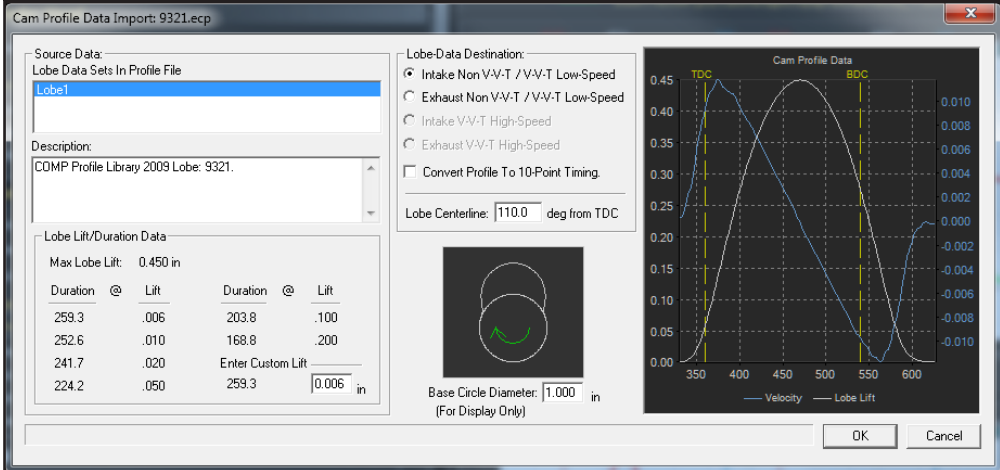 Cam Profile Data Import: 9321.ecp
Source Data:
Lobe Data Sets In Profile File
Lobe1
Description:
COMP Profile Library 2009 Lobe: 9321.
Lobe Lift/Duration Data
Max Lobe Lift: 0.450 in
Duration @ Lift Duration @ Lift
259.3 .006 203.8 .100
252.6 .010 168.8 .200
241.7 .020 Enter Custom Lift
224.2 .050 259.3 0.006 in
Lobe-Data Destination:
Intake Non V-V-T / V-V-T Low-Speed
Exhaust Non V-V-T / V-V-T Low-Speed
Intake V-V-T High-Speed
Exhaust V-V-T High-Speed
Convert Profile To 10-Point Timing.
Lobe Centerline: 110.0 deg from TDC
Base Circle Diameter: 1.000 in
(For Display Only)
Cam Profile Data
TDC BDC
0.45
0.40
0.35
0.30
0.25
0.20
0.15
0.10
0.05
0.00
0.010
0.008
0.006
0.004
0.002
0.000
-0.002
-0.004
-0.006
-0.008
-0.010
350 400 450 500 550 600
Velocity Lobe Lift
OK Cancel